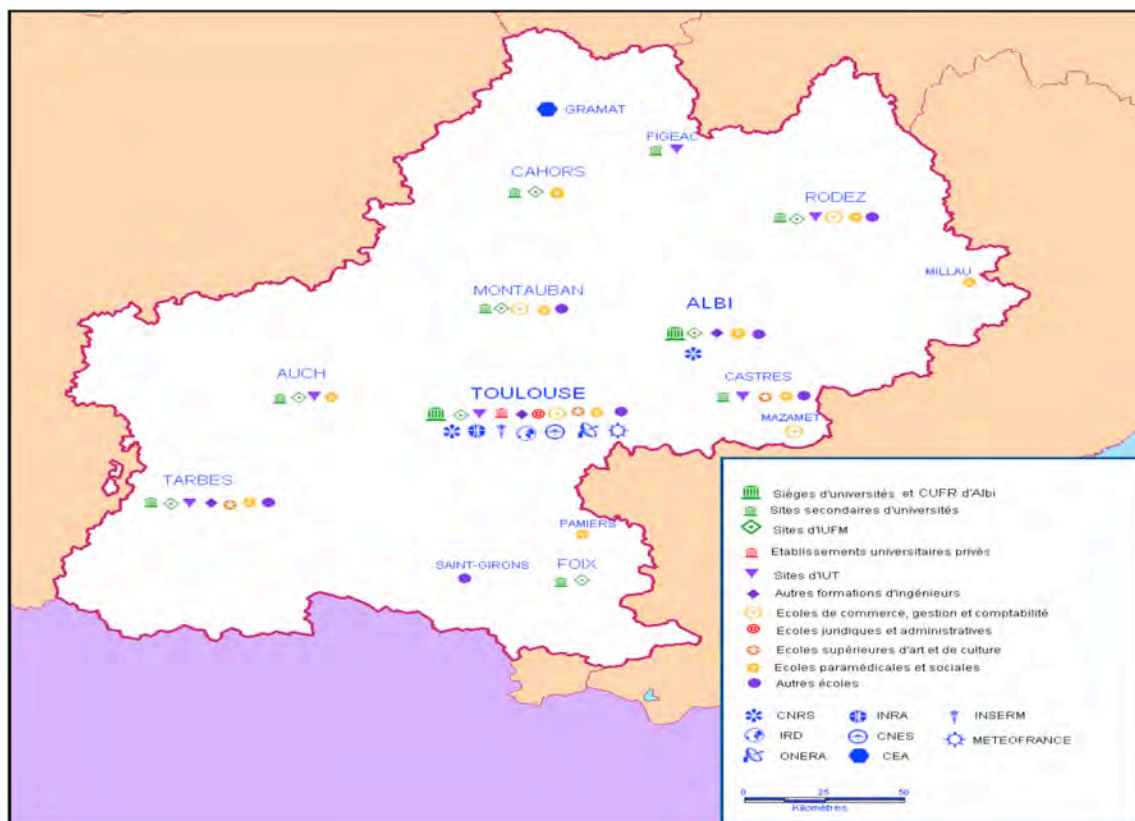 GRAMAT
FIGEAC
CAHORS
RODEZ
MILLAU
MONTAUBAN
ALBI
AUCH
TOULOUSE
CASTRES
MAZAMET
TARBES
PAMIERS
SAINT-GIRONS
FOIX
Sièges d'universités et CUFR d'Albi
Sites secondaires d'universités
Sites d'IUFM
Etablissements universitaires privés
Sites d'IUT
Autres formations d'ingénieurs
Ecoles de commerce, gestion et comptabilité
Ecoles juridiques et administratives
Ecoles supérieures d'art et de culture
Ecoles paramédicales et sociales
Autres écoles
CNRS INRA INSERM
IRD CNES METEOFRANCE
ONERA CEA
0 25 50
Kilomètres